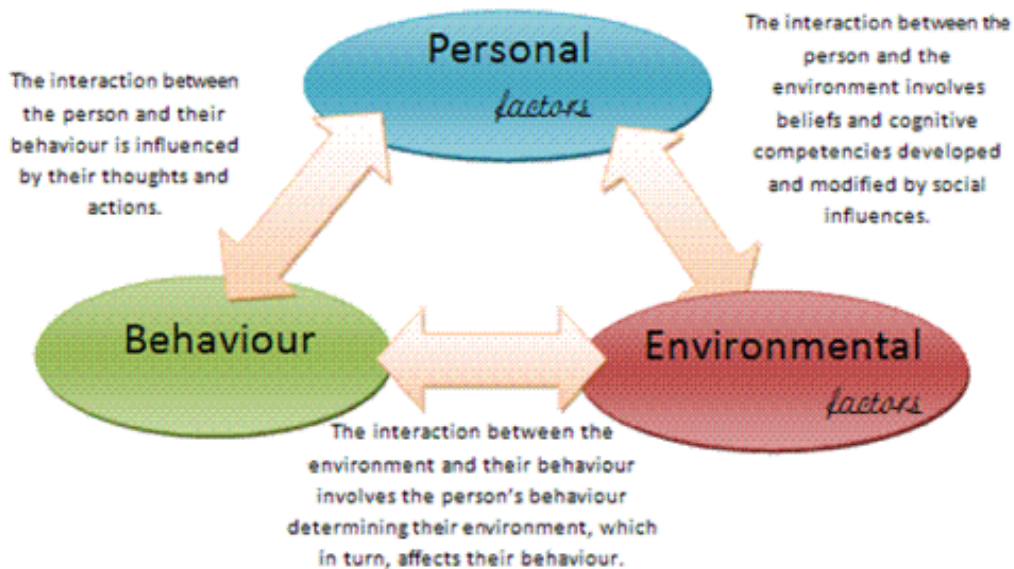 Personal
factors
The interaction between
the person and their
behaviour is influenced
by their thoughts and
actions.
The interaction between the
person and the
environment involves
beliefs and cognitive
competencies developed
and modified by social
influences.
Behaviour
Environmental
factors
The interaction between the
environment and their behaviour
involves the person's behaviour
determining their environment, which
in turn, affects their behaviour.